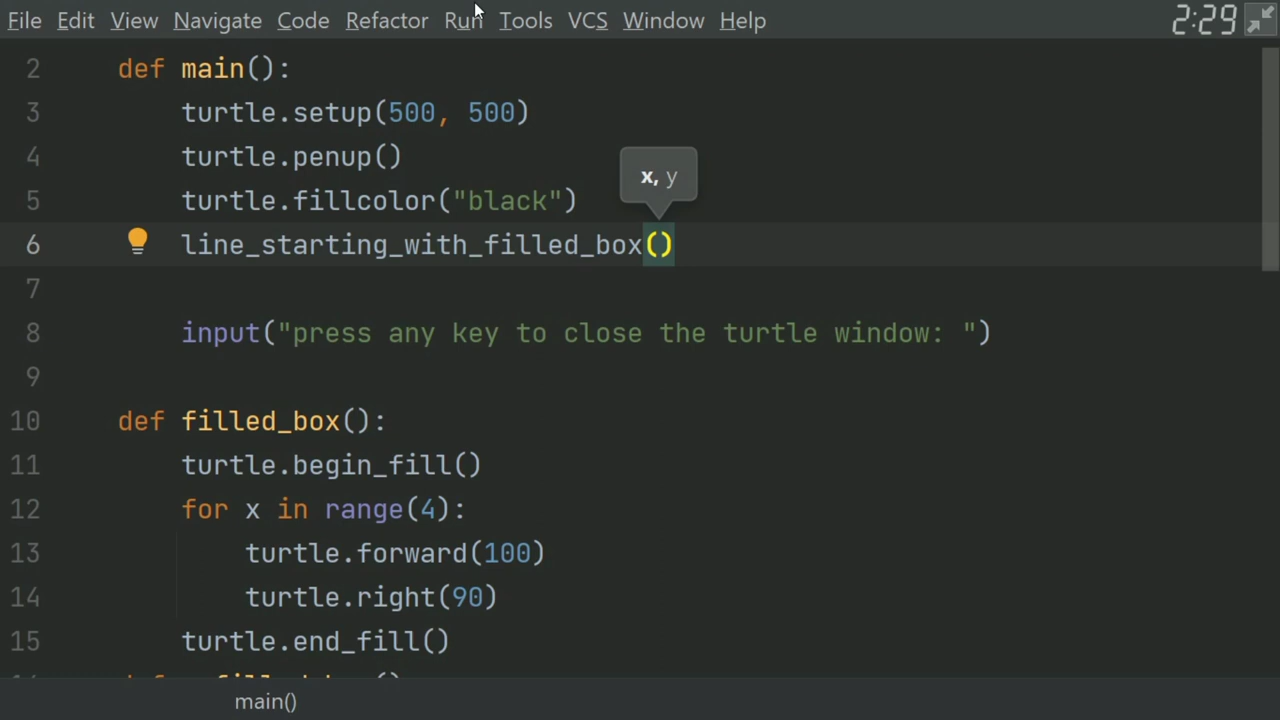 File Edit View Navigate Code Refactor Run Tools VCS Window Help 2:29
2 def main():
3 turtle.setup(500, 500)
4 turtle.penup()
x, y
5 turtle.fillcolor("black")
6 line_starting_with_filled_box()
7
8 input("press any key to close the turtle window: ")
9
10 def filled_box():
11 turtle.begin_fill()
12 for x in range(4):
13 turtle.forward(100)
14 turtle.right(90)
15 turtle.end_fill()
main()